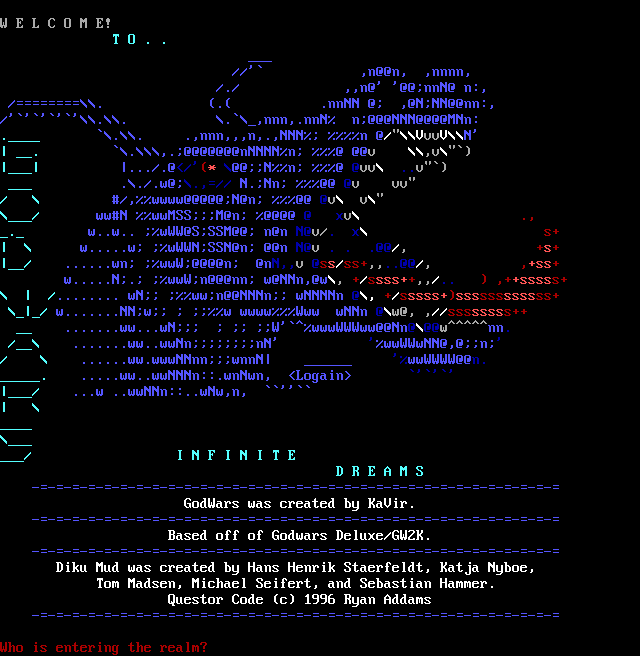 WELCOME!
TO..
GODWARS
<Logain>
INFINITE
DREAMS
GodWars was created by KaVir.
Based off of Godwars Deluxe/GW2K.
Diku Mud was created by Hans Henrik Staerfeldt, Katja Nyboe,
Tom Madsen, Michael Seifert, and Sebastian Hammer.
Questor Code (c) 1996 Ryan Addams
Who is entering the realm?